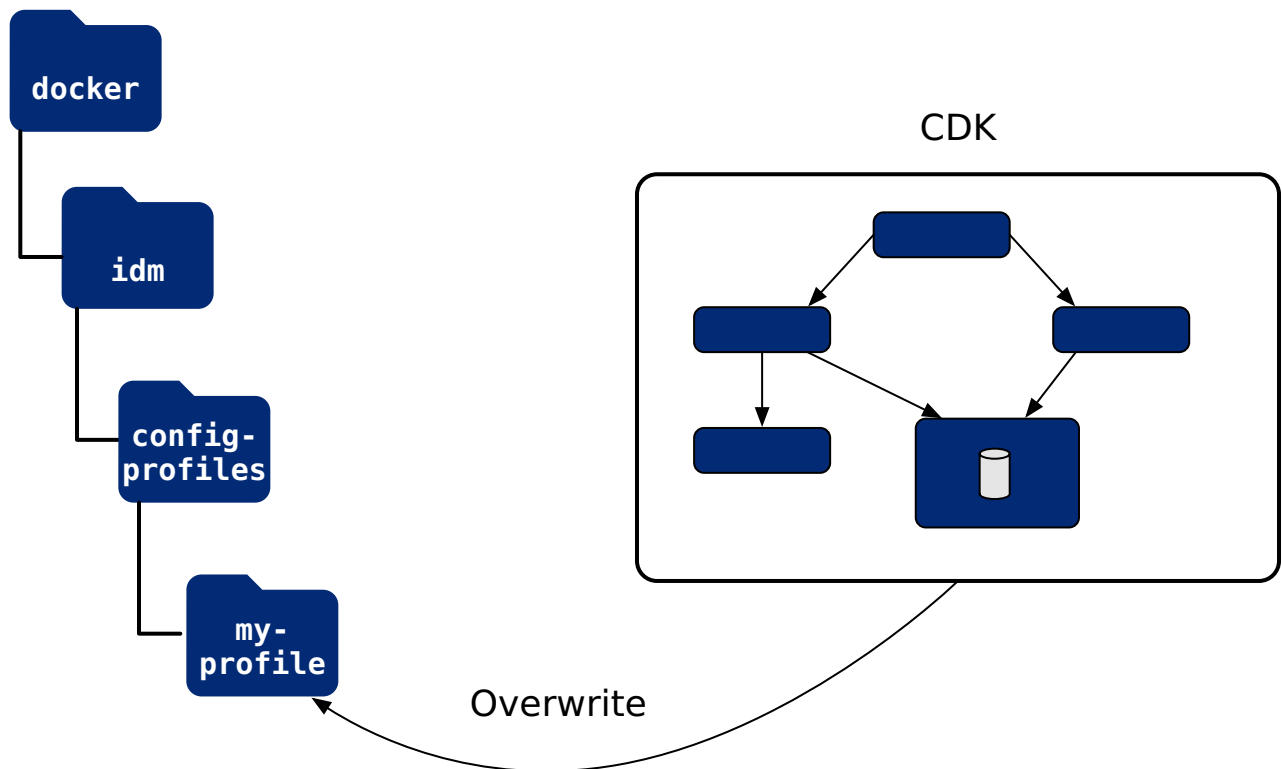 docker
CDK
idm
config-
profiles
my-
profile
Overwrite